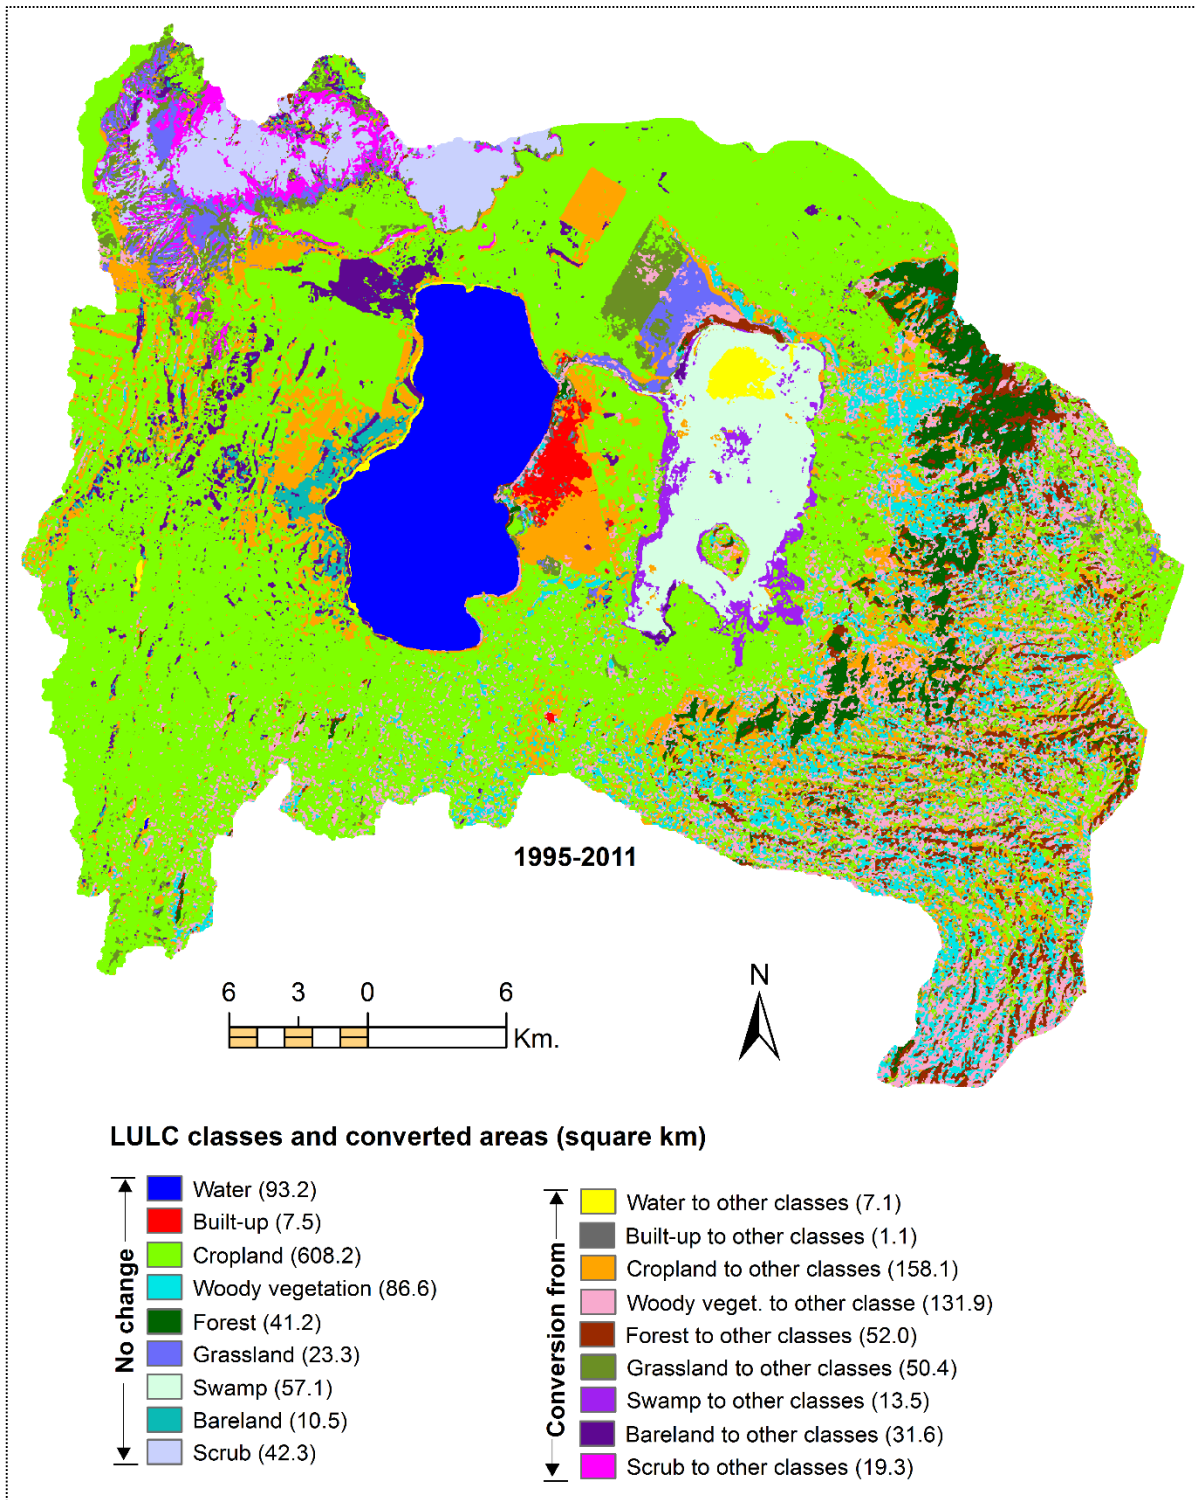 1995-2011
N
6 3 0 6
Km.
LULC classes and converted areas (square km)
No change
Water (93.2)
Built-up (7.5)
Cropland (608.2)
Woody vegetation (86.6)
Forest (41.2)
Grassland (23.3)
Swamp (57.1)
Bareland (10.5)
Scrub (42.3)
Conversion from
Water to other classes (7.1)
Built-up to other classes (1.1)
Cropland to other classes (158.1)
Woody veget. to other classe (131.9)
Forest to other classes (52.0)
Grassland to other classes (50.4)
Swamp to other classes (13.5)
Bareland to other classes (31.6)
Scrub to other classes (19.3)